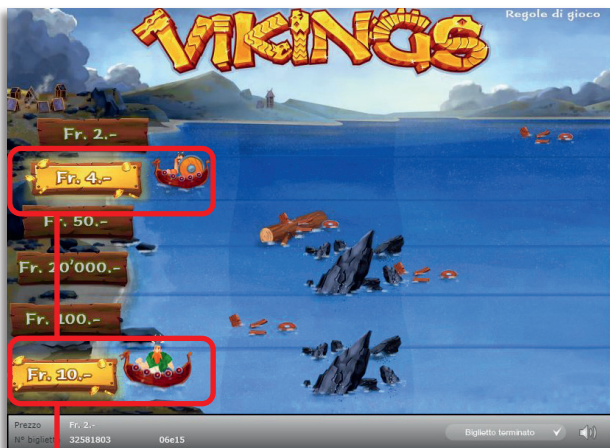 VIKINGS
Regole di gioco
Fr. 2.-
Fr. 4.-
Fr. 50.-
Fr. 20'000.-
Fr. 100.-
Fr. 10.-
Prezzo Fr. 2.-
N° biglietto 32581803 06e15
Biglietto terminato